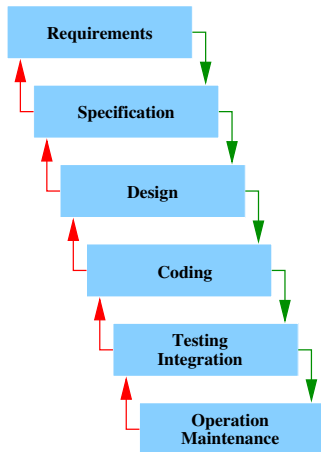 Requirements
Specification
Design
Coding
Testing
Integration
Operation
Maintenance